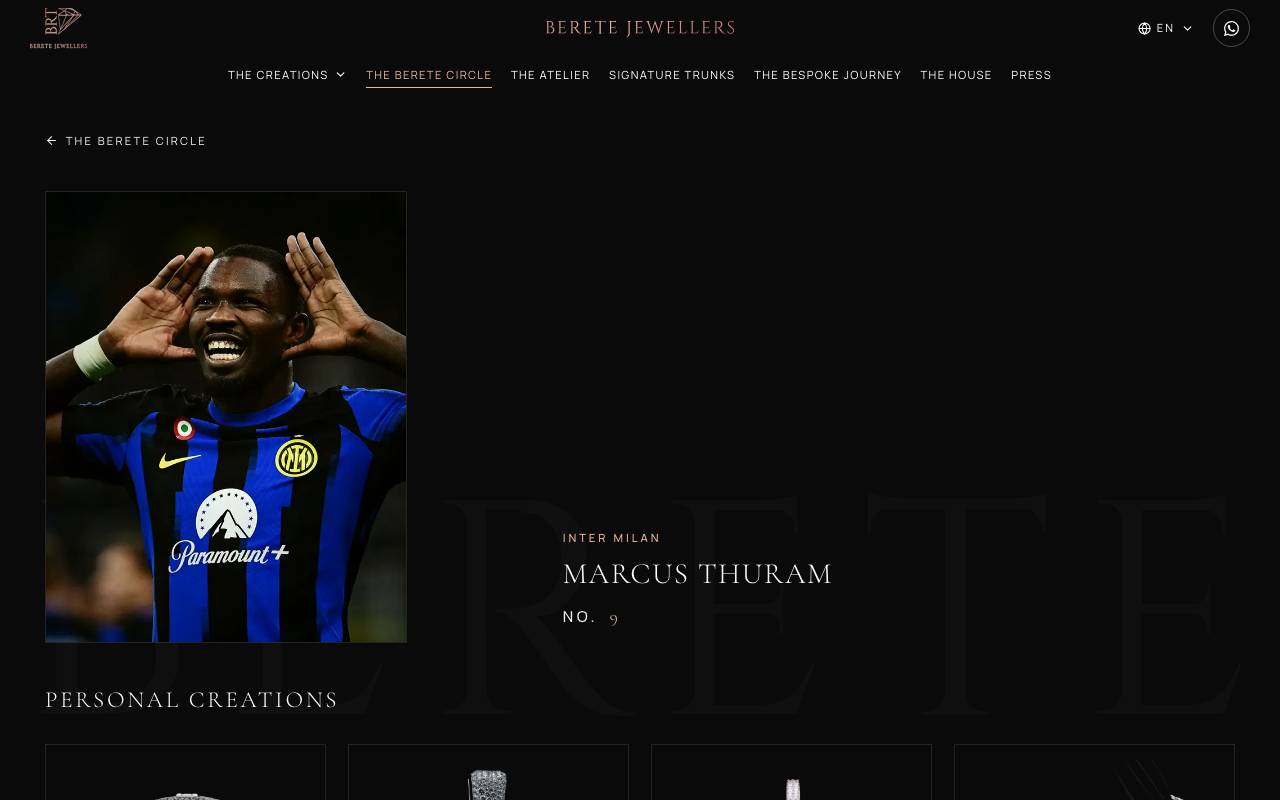 BRT
BERETE JEWELLERS
BERETE JEWELLERS
EN
THE CREATIONS
THE BERETE CIRCLE
THE ATELIER
SIGNATURE TRUNKS
THE BESPOKE JOURNEY
THE HOUSE
PRESS
THE BERETE CIRCLE
Paramount+
BERETE
INTER MILAN
MARCUS THURAM
NO. 9
PERSONAL CREATIONS